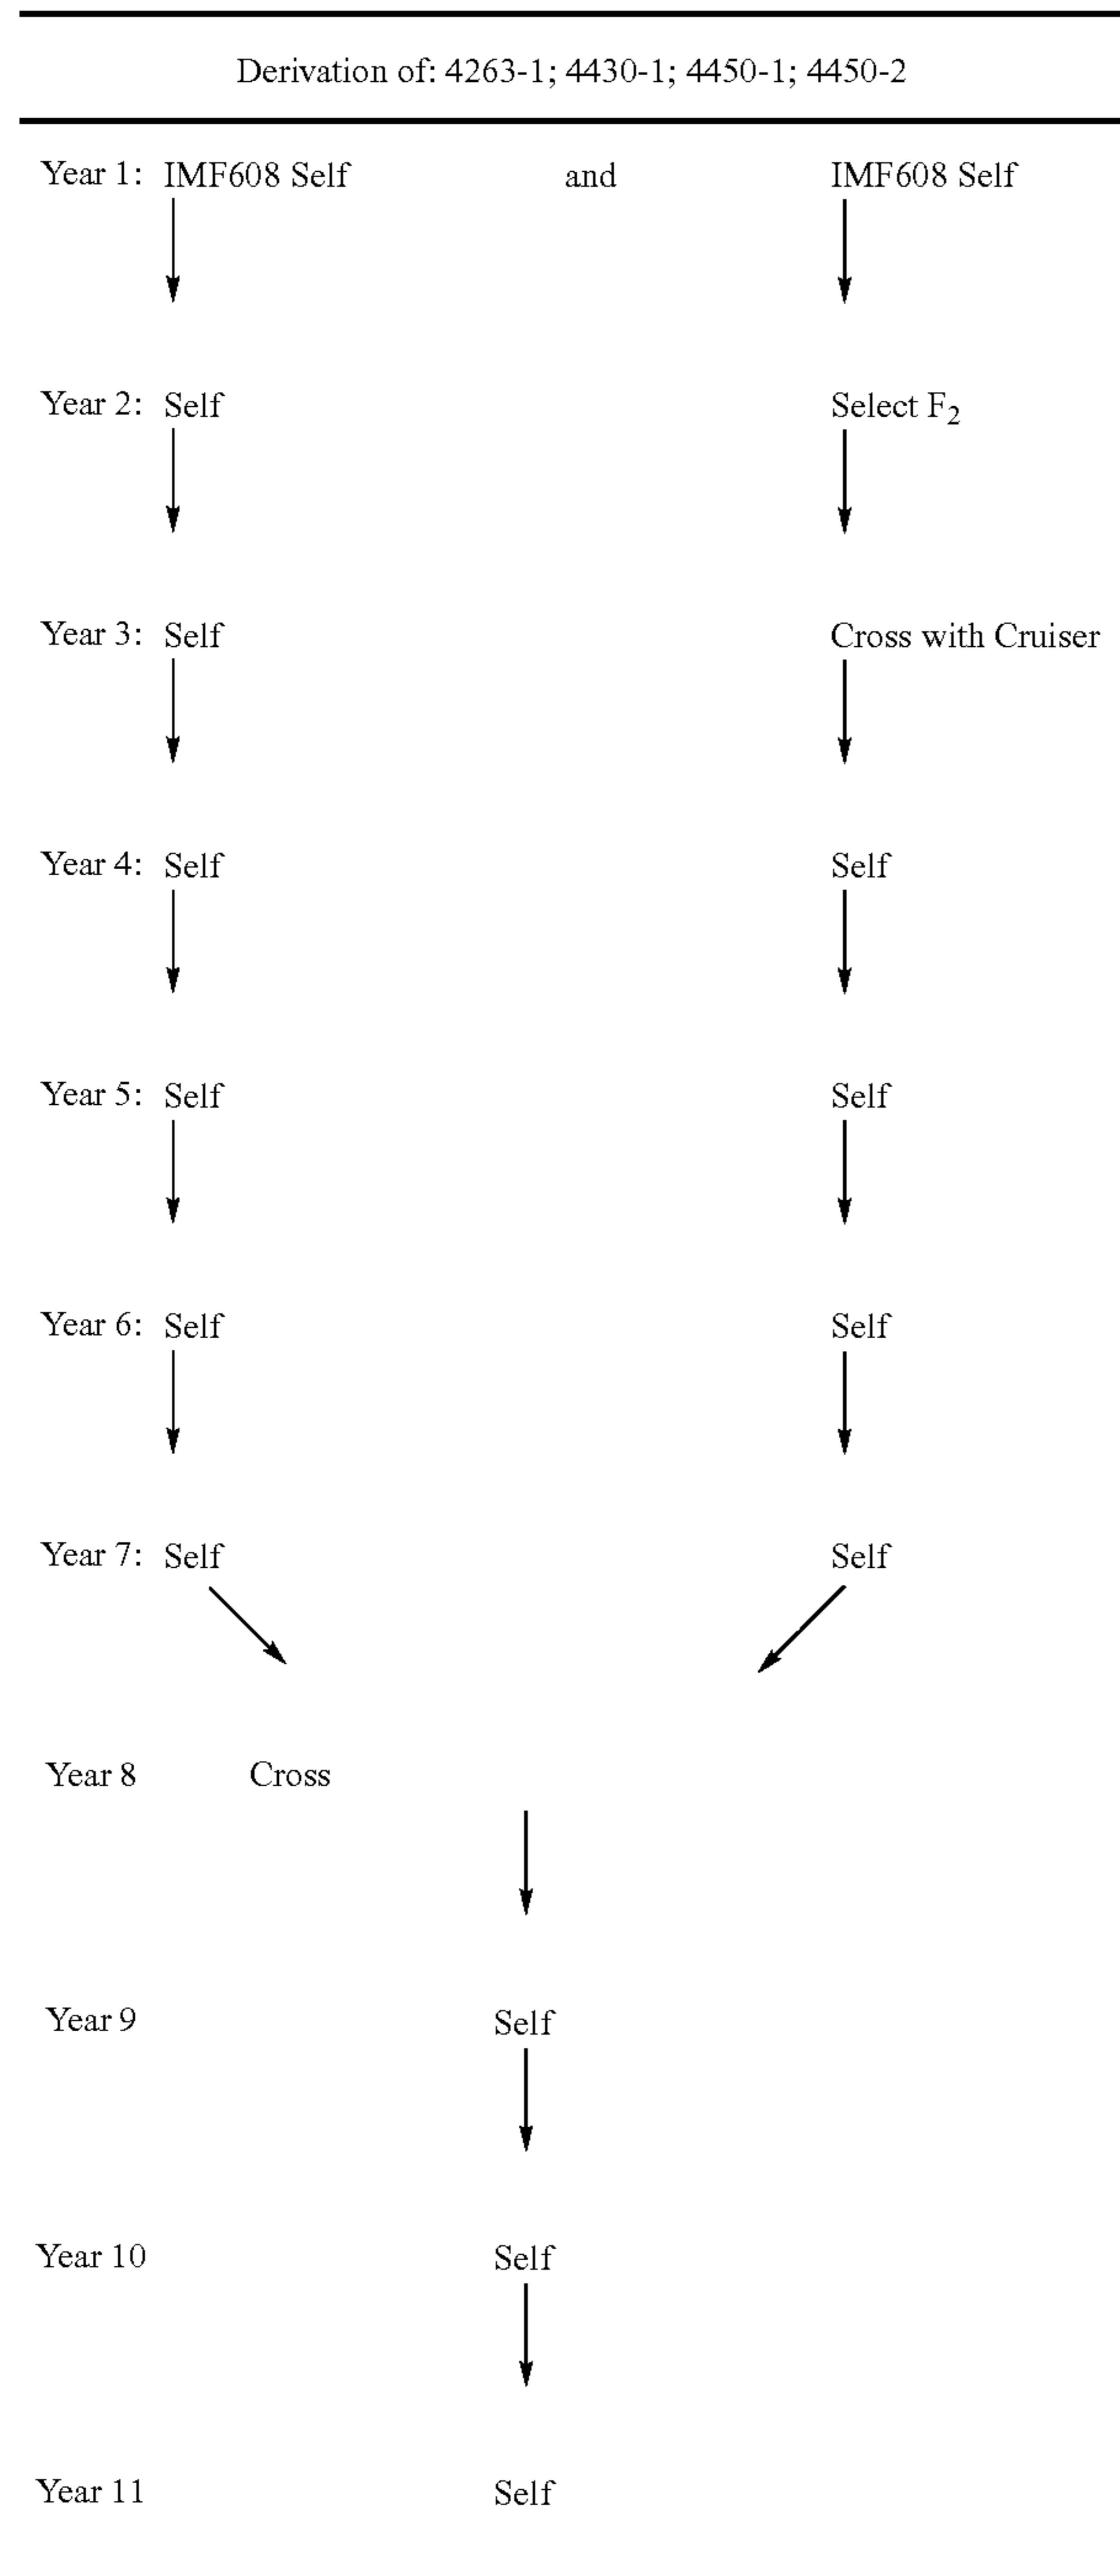 Derivation of: 4263-1; 4430-1; 4450-1; 4450-2
Year 1: IMF608 Self and IMF608 Self
Year 2: Self Select F₂
Year 3: Self Cross with Cruiser
Year 4: Self Self
Year 5: Self Self
Year 6: Self Self
Year 7: Self Self
Year 8 Cross
Year 9 Self
Year 10 Self
Year 11 Self